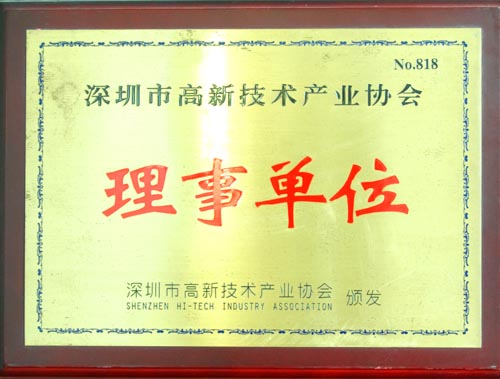 No.818
深圳市高新技术产业协会
理事单位
深圳市高新技术产业协会 颁发
SHENZHEN HI-TECH INDUSTRY ASSOCIATION